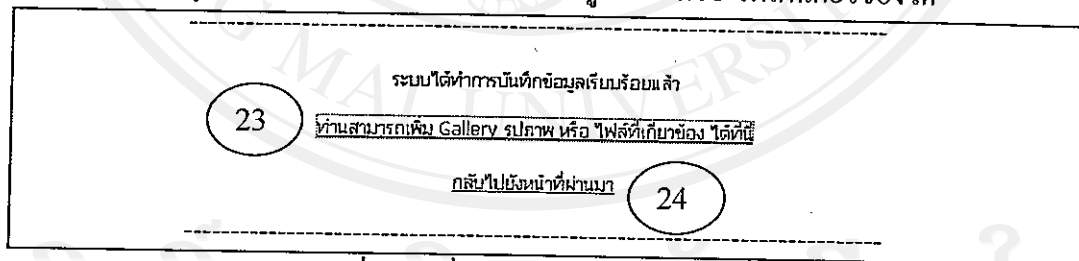 ระบบได้ทำการบันทึกข้อมูลเรียบร้อยแล้ว
23 ท่านสามารถเพิ่ม Gallery รูปภาพ หรือ ไฟล์ที่เกี่ยวข้อง ได้ที่นี่
กลับไปยังหน้าที่ผ่านมา 24